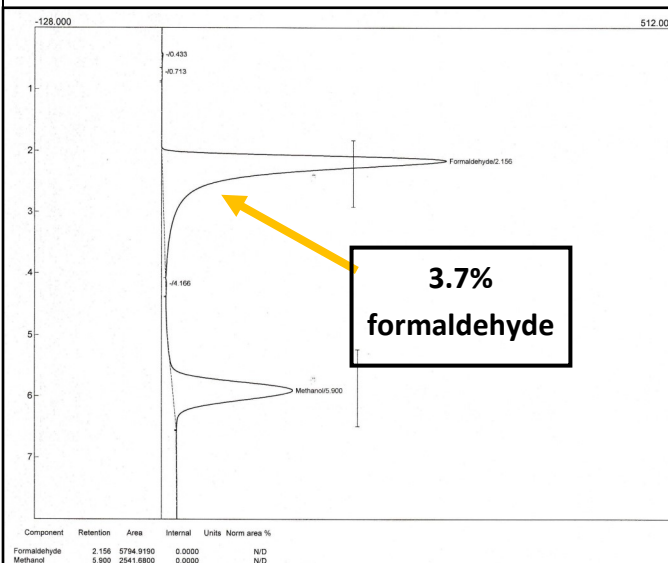 -128.000 512.00
-/0.433
-/0.713
1
2
Formaldehyde/2.156
3
3.7%
formaldehyde
4
-/4.166
5
6
Methanol/5.900
7
Component Retention Area Internal Units Norm area %
Formaldehyde 2.156 5794.9190 0.0000 N/D
Methanol 5.900 2541.6800 0.0000 N/D